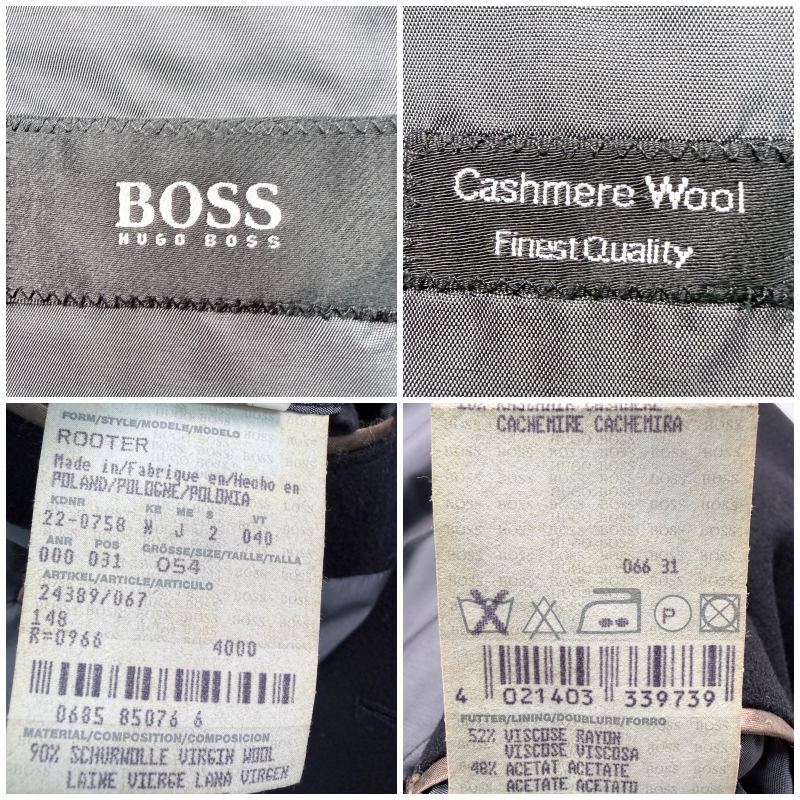 BOSS
HUGO BOSS
Cashmere Wool
Finest Quality
FORM/STYLE/MODELE/MODELO
ROOTER
Made in/Fabrique en/Hecho en
POLAND/POLOGNE/POLONIA
KDNR KE ME S VT
22-0758 N J 2 040
ANR POS GRÖSSE/SIZE/TAILLE/TALLA
000 031 054
ARTIKEL/ARTICLE/ARTICULO
24389/067
148
R=0966 4000
0685 85076 6
MATERIAL/COMPOSITION/COMPOSICION
90% SCHURWOLLE VIRGIN WOOL
LAINE VIERGE LANA VIRGEN
CACHEMIRE CACHEMIRA
066 31
P
4 021403 339739
FUTTER/LINING/DOUBLURE/FORRO
52% VISCOSE RAYON
VISCOSE VISCOSA
48% ACETAT ACETATE
ACETATE ACETATO